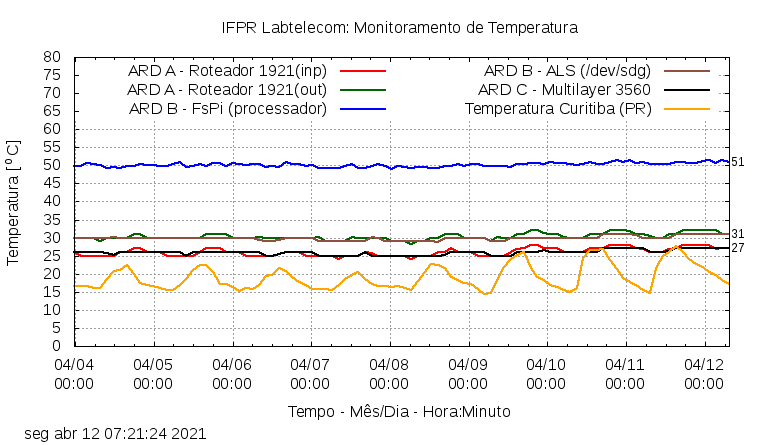 IFPR Labtelecom: Monitoramento de Temperatura
ARD A - Roteador 1921(inp)
ARD A - Roteador 1921(out)
ARD B - FsPi (processador)
ARD B - ALS (/dev/sdg)
ARD C - Multilayer 3560
Temperatura Curitiba (PR)
Temperatura [ºC]
80
75
70
65
60
55
50
45
40
35
30
25
20
15
10
5
0
51
31
27
04/04 04/05 04/06 04/07 04/08 04/09 04/10 04/11 04/12
00:00 00:00 00:00 00:00 00:00 00:00 00:00 00:00 00:00
Tempo - Mês/Dia - Hora:Minuto
seg abr 12 07:21:24 2021